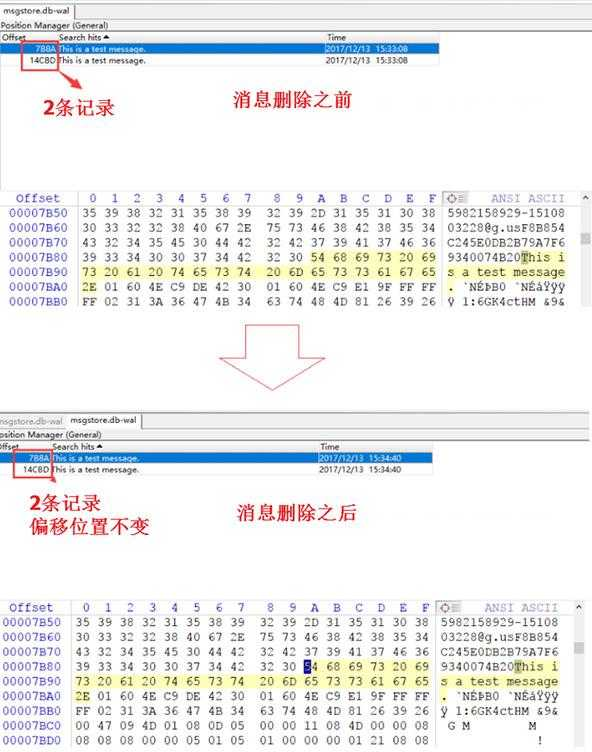 msgstore.db-wal
Position Manager (General)
Offset Search hits Time
7B8A This is a test message. 2017/12/13 15:33:08
14CBD This is a test message. 2017/12/13 15:33:08
2条记录
消息删除之前
Offset 0 1 2 3 4 5 6 7 8 9 A B C D E F ANSI ASCII
00007B50 35 39 38 32 31 35 38 39 32 39 2D 31 35 31 30 38 5982158929-15108
00007B60 30 33 32 32 38 40 67 2E 75 73 46 38 42 38 35 34 03228@g.usF8B854
00007B70 43 32 34 35 45 30 44 42 32 42 37 39 41 37 46 36 C245E0DB2B79A7F6
00007B80 39 33 34 30 30 37 34 42 32 30 54 68 69 73 20 69 9340074B20This i
00007B90 73 20 61 20 74 65 73 74 20 6D 65 73 73 61 67 65 s a test message
00007BA0 2E 01 60 4E C9 DE 42 30 01 60 4E C9 E1 9F FF FF . `NÉÞB0 `NÉáŸÿÿ
00007BB0 FF 02 31 3A 36 47 4B 34 63 74 48 4D 81 26 39 26 ÿ 1:6GK4ctHM &9&
msgstore.db-wal msgstore.db-wal
osition Manager (General)
Offset Search hits Time
7B8A This is a test message. 2017/12/13 15:34:40
14CBD This is a test message. 2017/12/13 15:34:40
2条记录
偏移位置不变
消息删除之后
Offset 0 1 2 3 4 5 6 7 8 9 A B C D E F ANSI ASCII
00007B50 35 39 38 32 31 35 38 39 32 39 2D 31 35 31 30 38 5982158929-15108
00007B60 30 33 32 32 38 40 67 2E 75 73 46 38 42 38 35 34 03228@g.usF8B854
00007B70 43 32 34 35 45 30 44 42 32 42 37 39 41 37 46 36 C245E0DB2B79A7F6
00007B80 39 33 34 30 30 37 34 42 32 30 54 68 69 73 20 69 9340074B20This i
00007B90 73 20 61 20 74 65 73 74 20 6D 65 73 73 61 67 65 s a test message
00007BA0 2E 01 60 4E C9 DE 42 30 01 60 4E C9 E1 9F FF FF . `NÉÞB0 `NÉáŸÿÿ
00007BB0 FF 02 31 3A 36 47 4B 34 63 74 48 4D 81 26 39 26 ÿ 1:6GK4ctHM &9&
00007BC0 00 47 09 4D 01 08 0D 05 00 00 11 08 4D 00 00 08 G M M
00007BD0 08 08 08 00 00 05 01 05 01 00 00 00 01 21 08 08 !